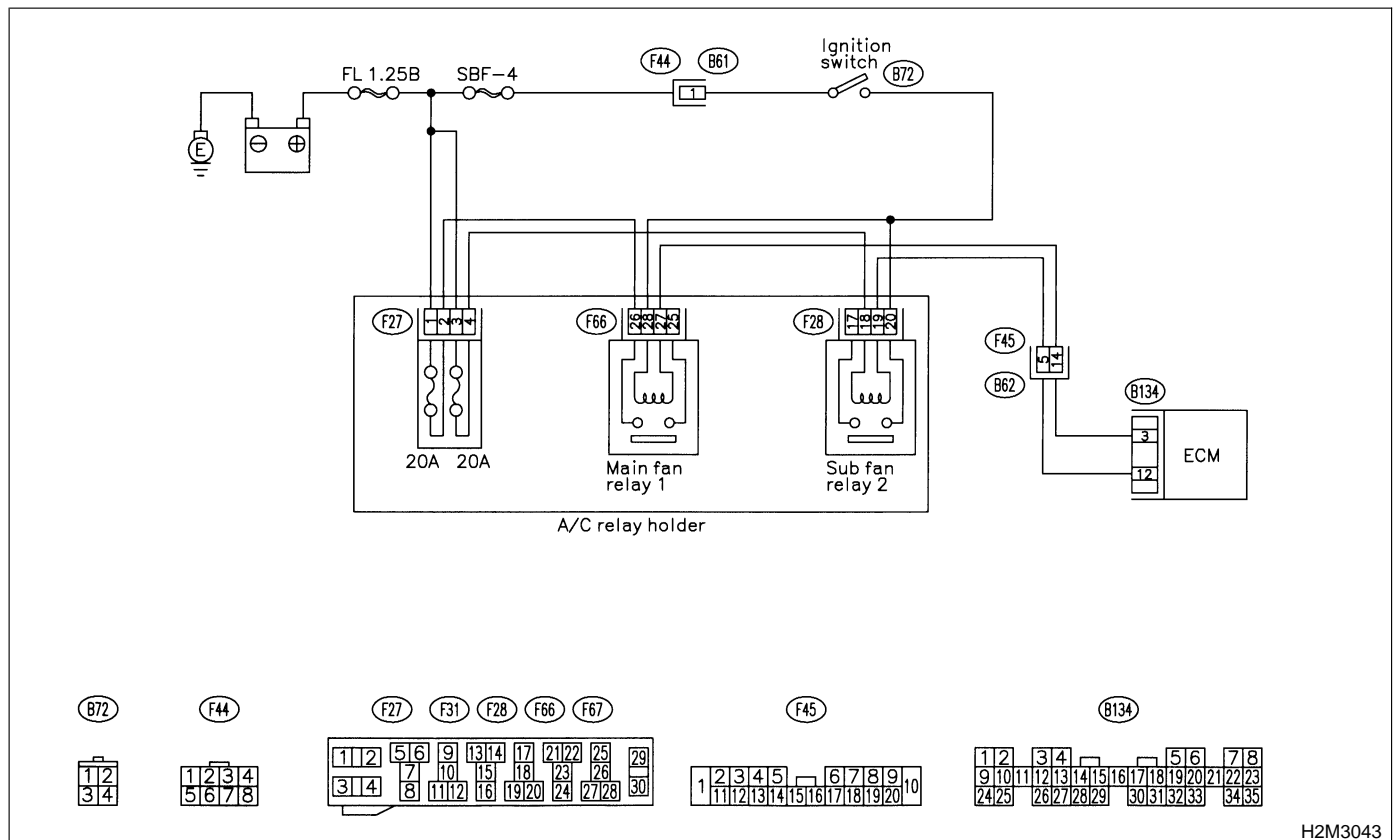 Ignition
switch
F44 B61 B72
FL 1.25B SBF-4
1
E
F27 1 2 3 4
F66 26 28 27 25
F28 17 18 19 20
F45
5 14
B62
B134
3
12
ECM
20A 20A
Main fan
relay 1
Sub fan
relay 2
A/C relay holder
B72 F44 F27 F31 F28 F66 F67 F45 B134
1 2
3 4
1 2 3 4
5 6 7 8
1 2 5 6 9 13 14 17 21 22 25 29
7 10 15 18 23 26
3 4 8 11 12 16 19 20 24 27 28 30
1 2 3 4 5 6 7 8 9 10
11 12 13 14 15 16 17 18 19 20
1 2 3 4 5 6 7 8
9 10 11 12 13 14 15 16 17 18 19 20 21 22 23
24 25 26 27 28 29 30 31 32 33 34 35
H2M3043